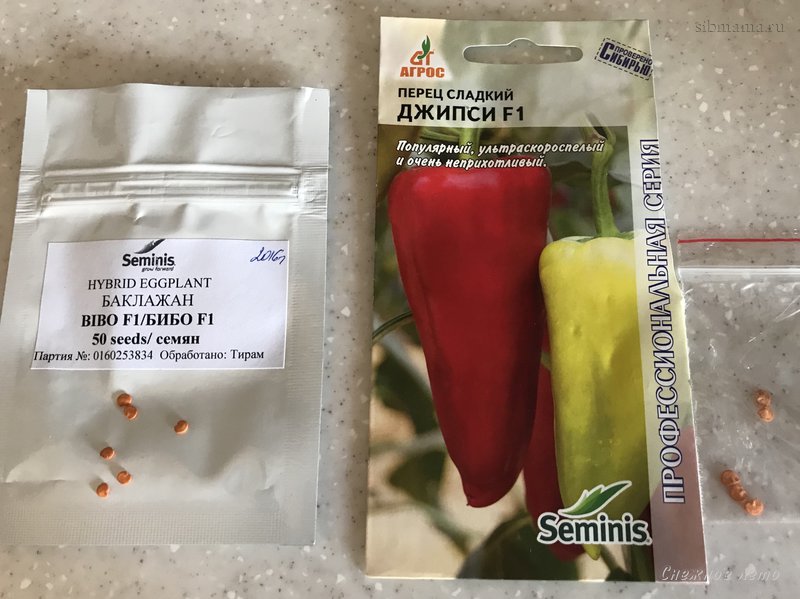 sibmama.ru
Seminis
grow forward
2016г
HYBRID EGGPLANT
БАКЛАЖАН
BIBO F1/БИБО F1
50 seeds/ семян
Партия №: 0160253834 Обработано: Тирам
АГРОС
ПРОВЕРЕНО
СИБИРЬЮ
ПЕРЕЦ СЛАДКИЙ
ДЖИПСИ F1
Популярный, ультраскороспелый
и очень неприхотливый.
ПРОФЕССИОНАЛЬНАЯ СЕРИЯ
Seminis
Снежное лето